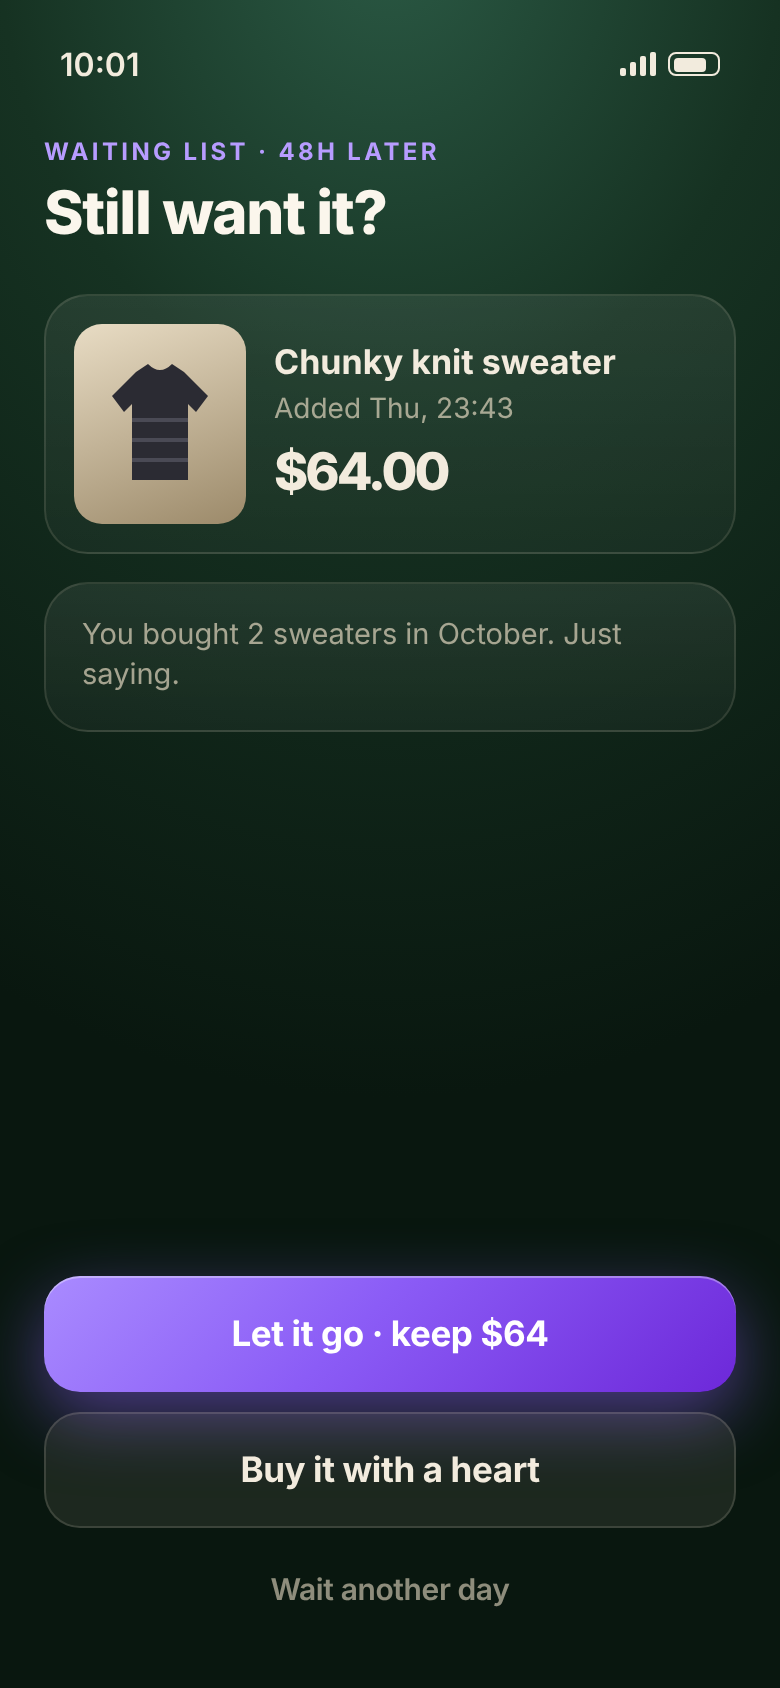 10:01
WAITING LIST · 48H LATER
Still want it?
Chunky knit sweater
Added Thu, 23:43
$64.00
You bought 2 sweaters in October. Just
saying.
Let it go · keep $64
Buy it with a heart
Wait another day